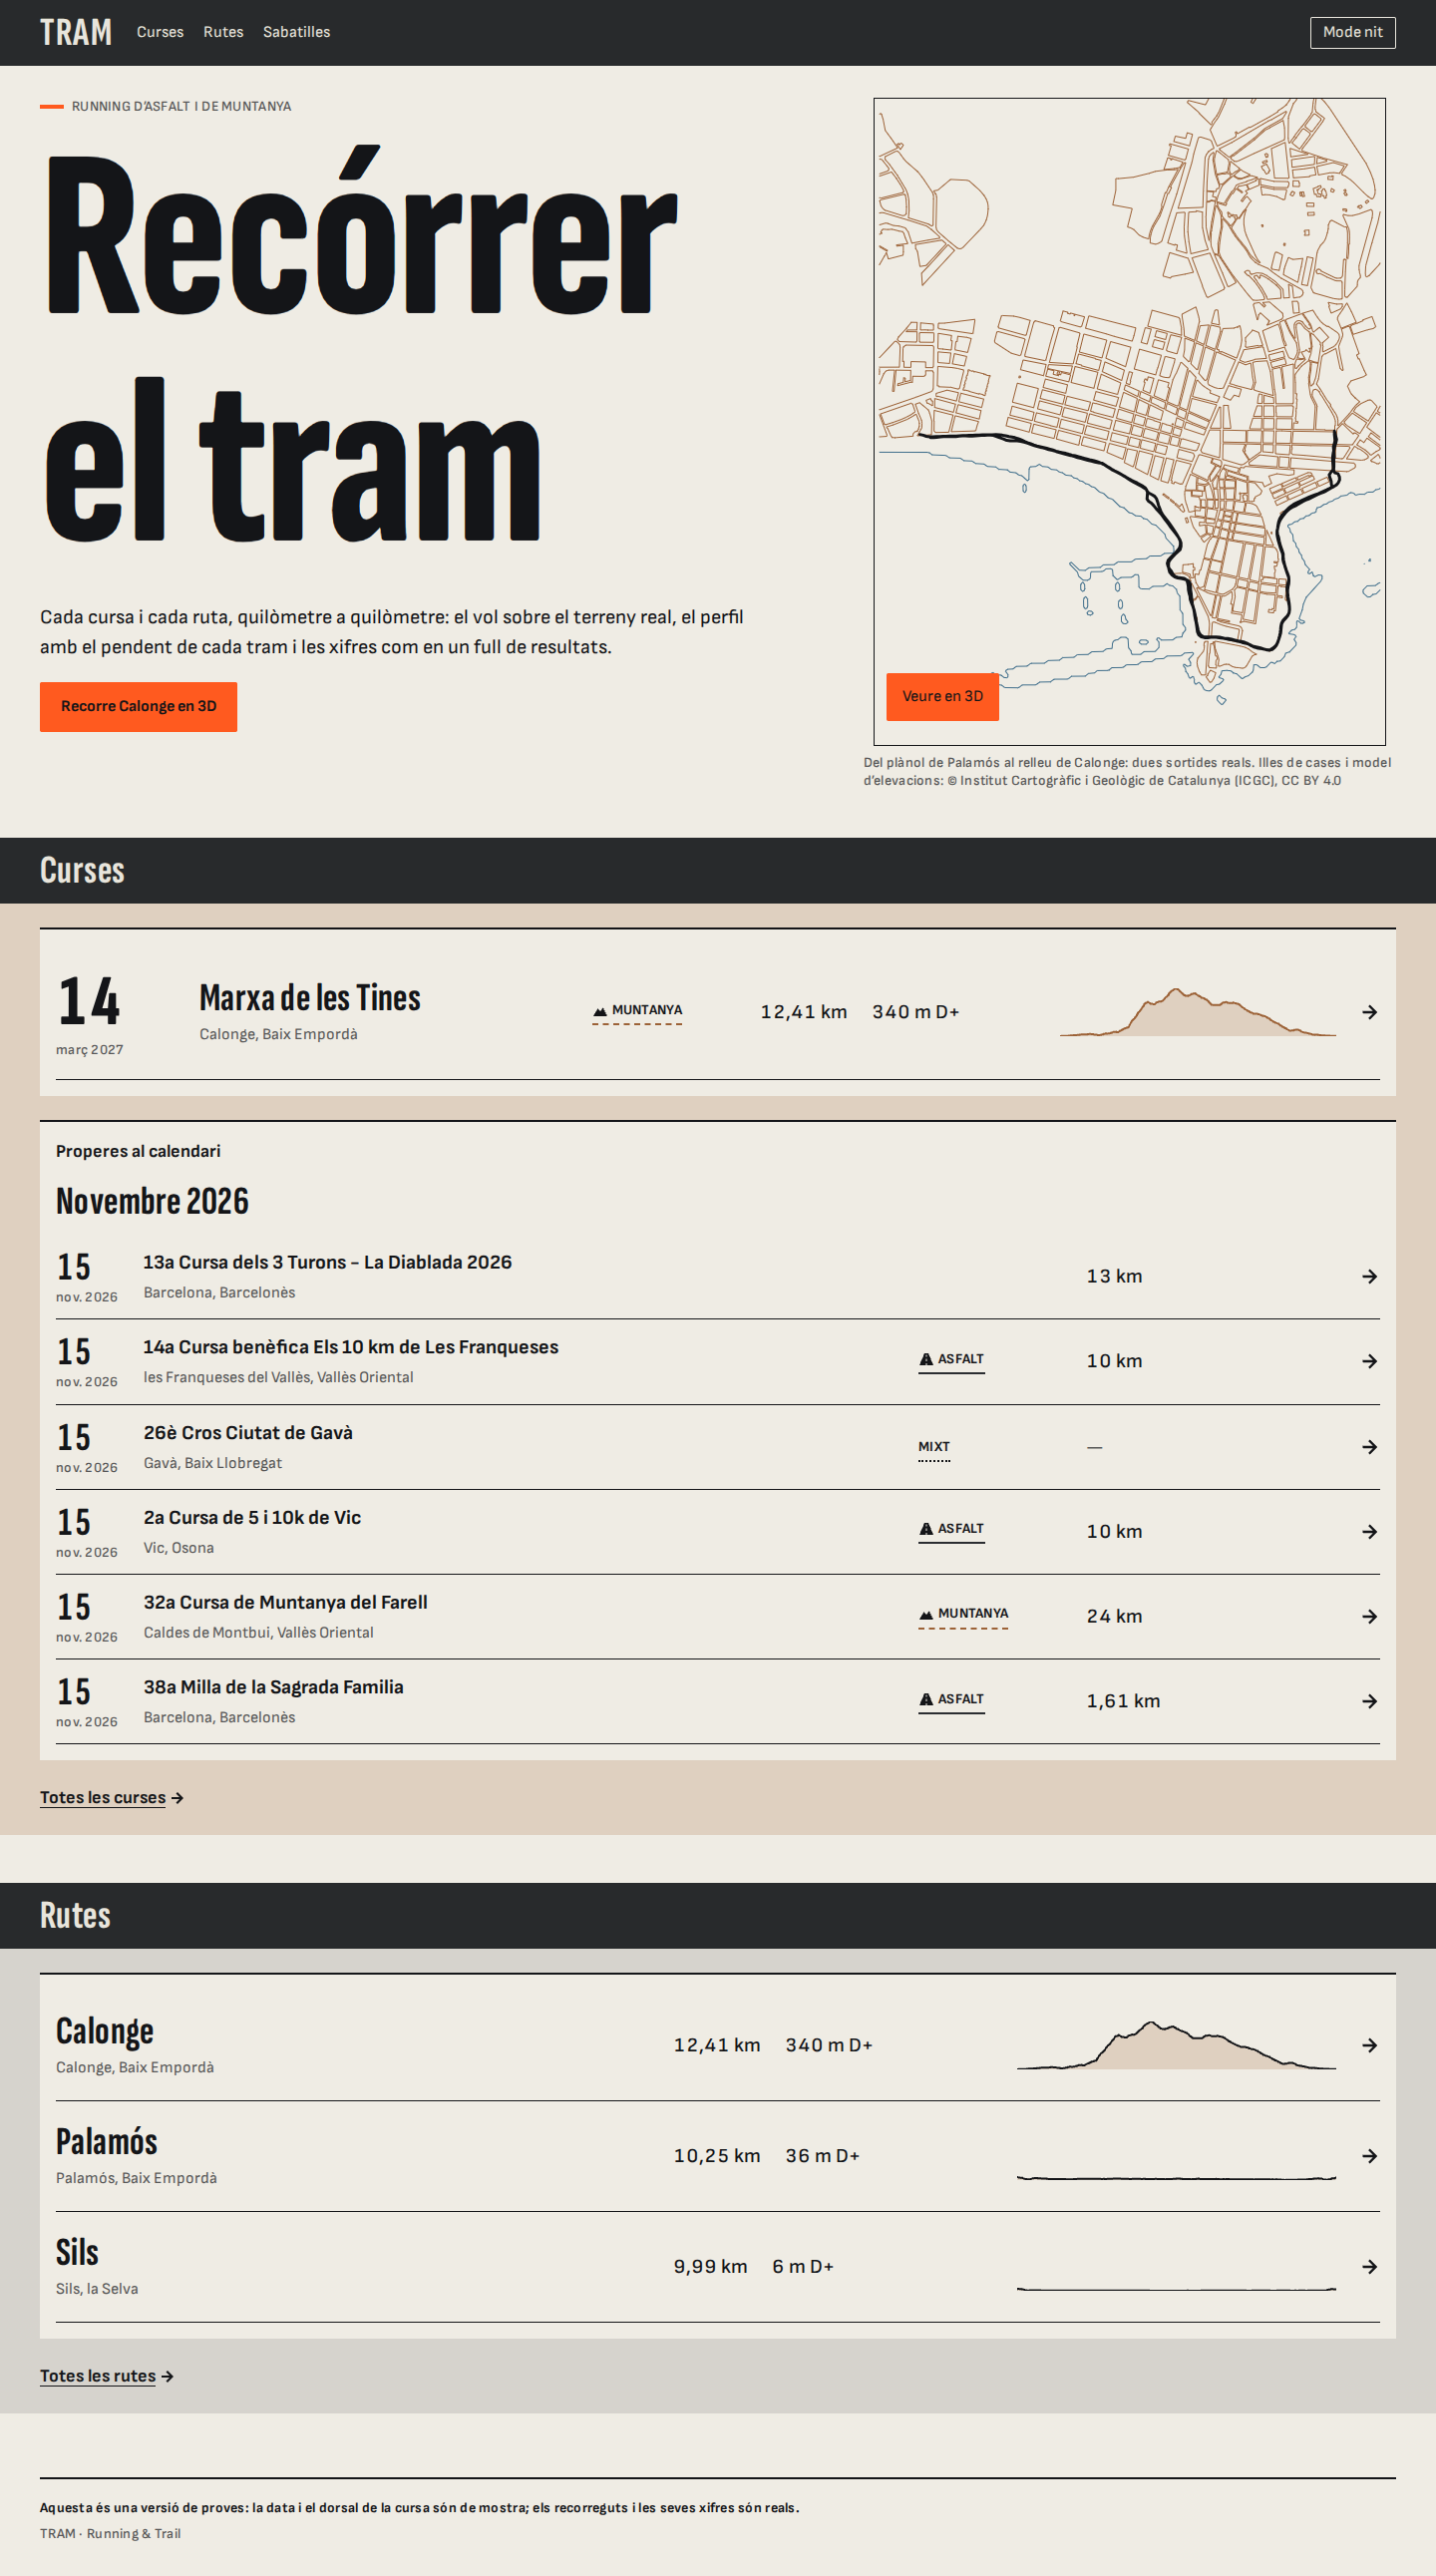 TRAM Curses Rutes Sabatilles Mode nit
RUNNING D'ASFALT I DE MUNTANYA
Recórrer
el tram
Cada cursa i cada ruta, quilòmetre a quilòmetre: el vol sobre el terreny real, el perfil
amb el pendent de cada tram i les xifres com en un full de resultats.
Recorre Calonge en 3D
Veure en 3D
Del plànol de Palamós al relleu de Calonge: dues sortides reals. Illes de cases i model
d'elevacions: © Institut Cartogràfic i Geològic de Catalunya (ICGC), CC BY 4.0
Curses
14
març 2027
Marxa de les Tines
Calonge, Baix Empordà
MUNTANYA
12,41 km 340 m D+
→
Properes al calendari
Novembre 2026
15
nov. 2026
13a Cursa dels 3 Turons - La Diablada 2026
Barcelona, Barcelonès
13 km
→
15
nov. 2026
14a Cursa benèfica Els 10 km de Les Franqueses
les Franqueses del Vallès, Vallès Oriental
ASFALT
10 km
→
15
nov. 2026
26è Cros Ciutat de Gavà
Gavà, Baix Llobregat
MIXT
—
→
15
nov. 2026
2a Cursa de 5 i 10k de Vic
Vic, Osona
ASFALT
10 km
→
15
nov. 2026
32a Cursa de Muntanya del Farell
Caldes de Montbui, Vallès Oriental
MUNTANYA
24 km
→
15
nov. 2026
38a Milla de la Sagrada Familia
Barcelona, Barcelonès
ASFALT
1,61 km
→
Totes les curses →
Rutes
Calonge
Calonge, Baix Empordà
12,41 km 340 m D+
→
Palamós
Palamós, Baix Empordà
10,25 km 36 m D+
→
Sils
Sils, la Selva
9,99 km 6 m D+
→
Totes les rutes →
Aquesta és una versió de proves: la data i el dorsal de la cursa són de mostra; els recorreguts i les seves xifres són reals.
TRAM · Running & Trail